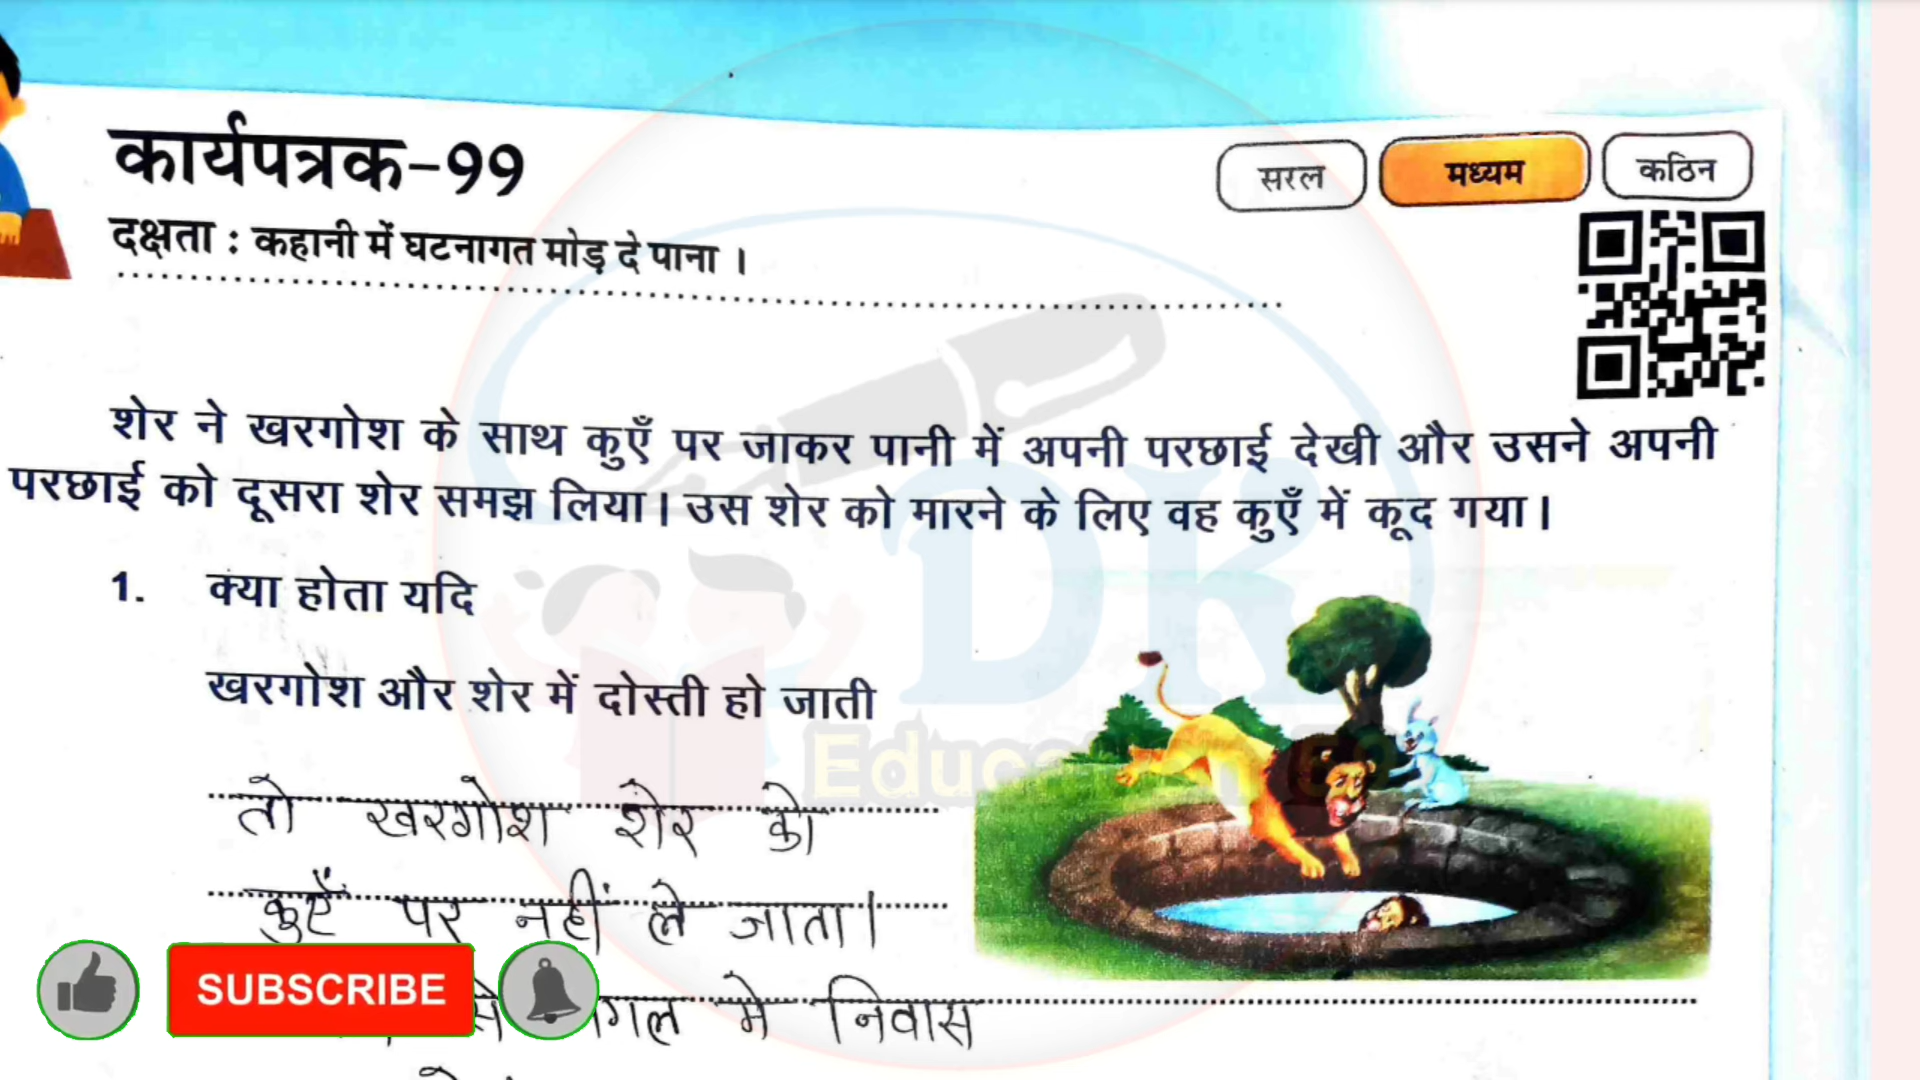 कार्यपत्रक-99
सरल
मध्यम
कठिन
दक्षता : कहानी में घटनागत मोड़ दे पाना ।
शेर ने खरगोश के साथ कुएँ पर जाकर पानी में अपनी परछाई देखी और उसने अपनी
परछाई को दूसरा शेर समझ लिया। उस शेर को मारने के लिए वह कुएँ में कूद गया।
1. क्या होता यदि
खरगोश और शेर में दोस्ती हो जाती
DK
तो खरगोश शेर को
कुएँ पर नहीं ले जाता।
SUBSCRIBE
से मे निवास